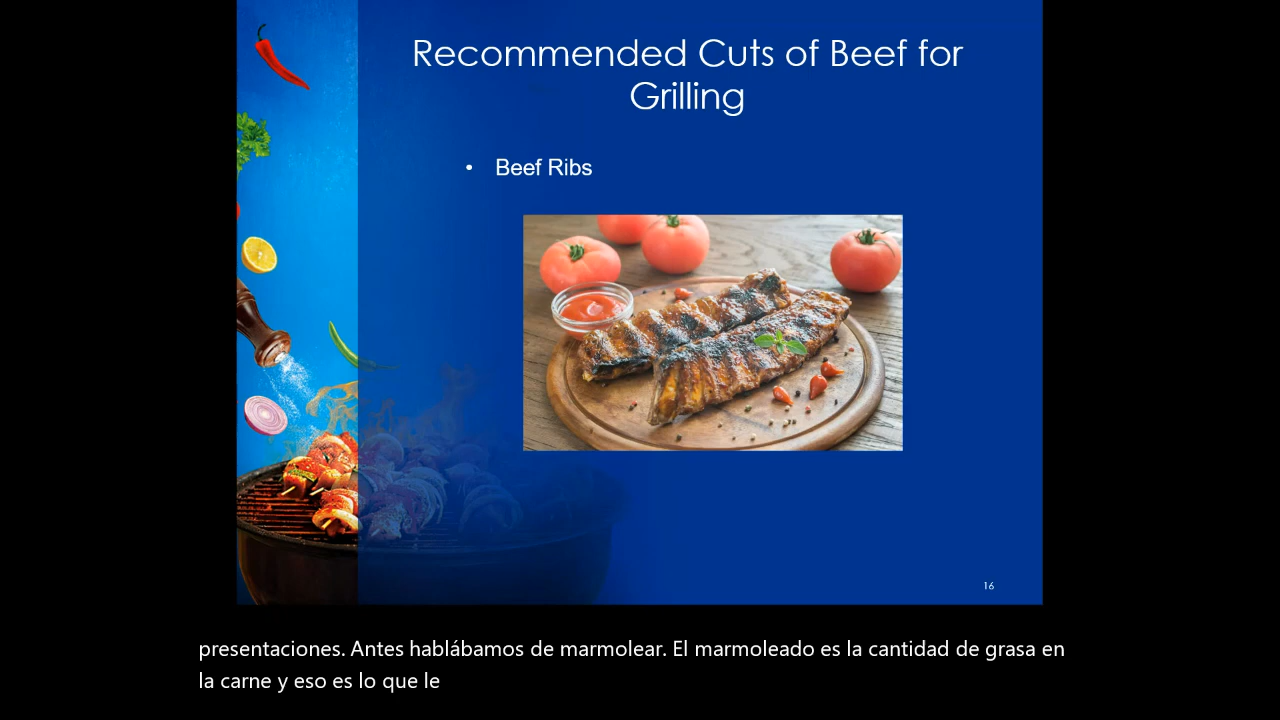 Recommended Cuts of Beef for
Grilling
• Beef Ribs
16
presentaciones. Antes hablábamos de marmolear. El marmoleado es la cantidad de grasa en
la carne y eso es lo que le